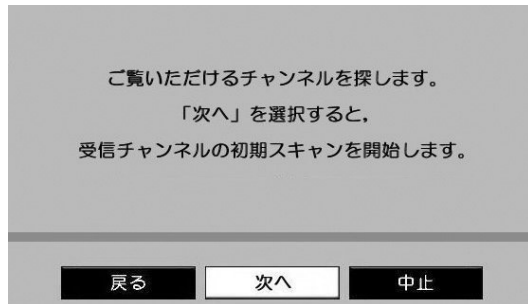 ご覧いただけるチャンネルを探します。
「次へ」を選択すると,
受信チャンネルの初期スキャンを開始します。
戻る 次へ 中止